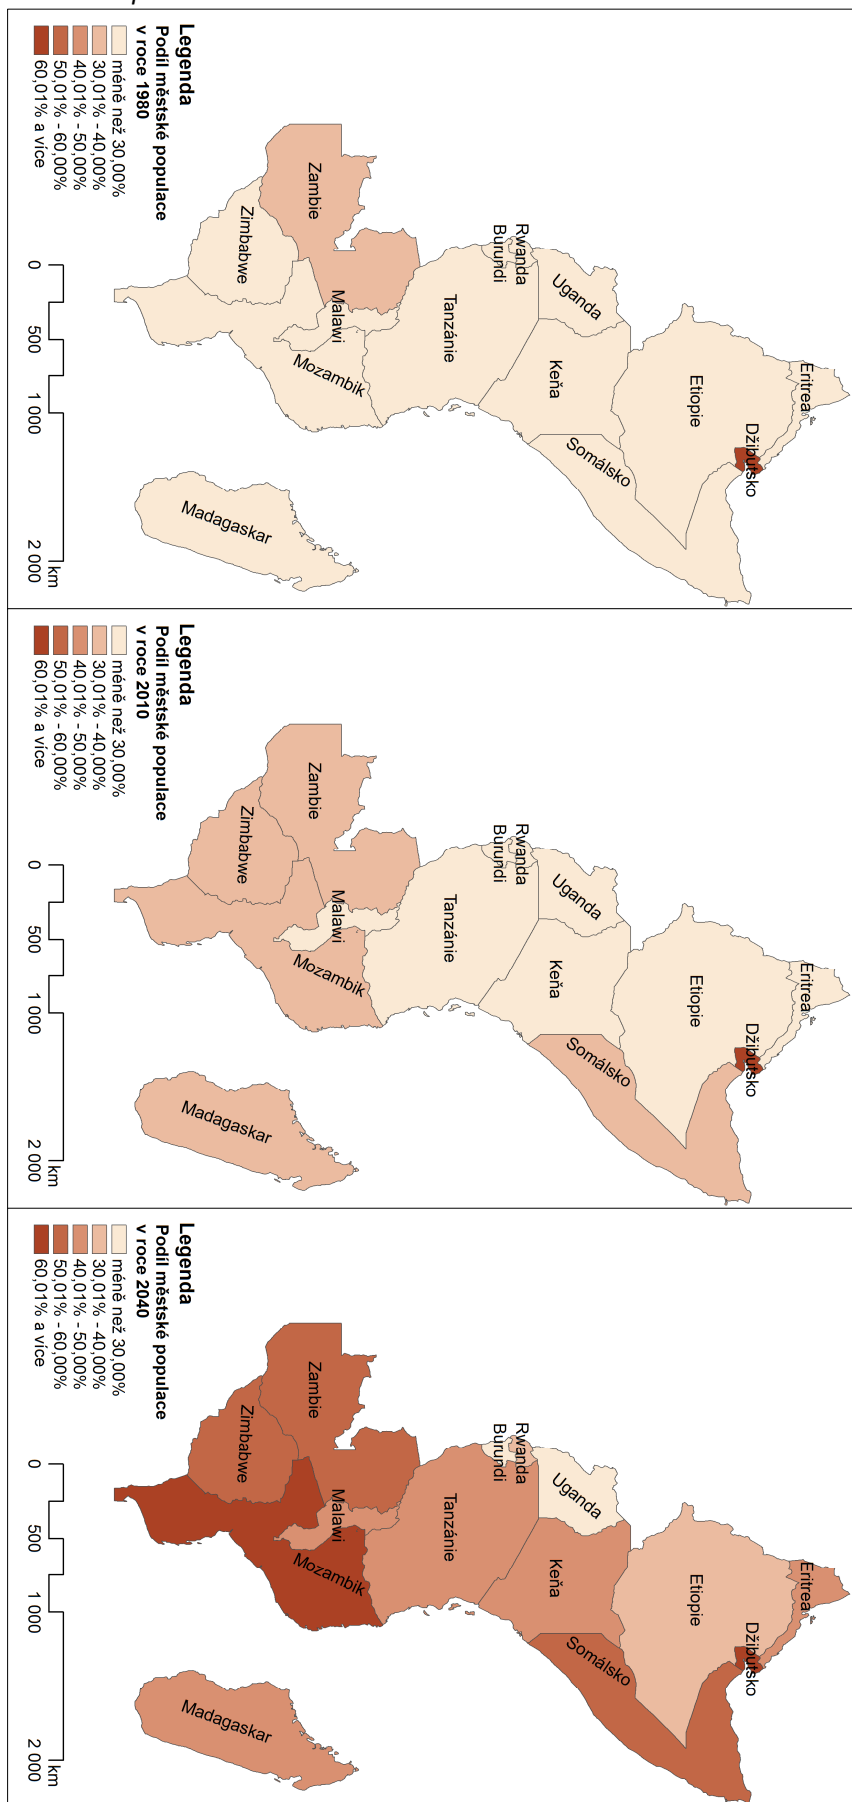 Eritrea
Džibutsko
Etiopie
Somálsko
Uganda
Keňa
Rwanda
Burundi
Tanzánie
Malawi
Zambie
Mozambik
Zimbabwe
Madagaskar
Legenda
Podíl městské populace
v roce 1980
méně než 30,00%
30,01% - 40,00%
40,01% - 50,00%
50,01% - 60,00%
60,01% a více
km
0 500 1 000 2 000
Eritrea
Džibutsko
Etiopie
Somálsko
Uganda
Keňa
Rwanda
Burundi
Tanzánie
Malawi
Zambie
Mozambik
Zimbabwe
Madagaskar
Legenda
Podíl městské populace
v roce 2010
méně než 30,00%
30,01% - 40,00%
40,01% - 50,00%
50,01% - 60,00%
60,01% a více
km
0 500 1 000 2 000
Eritrea
Džibutsko
Etiopie
Somálsko
Uganda
Keňa
Rwanda
Burundi
Tanzánie
Malawi
Zambie
Mozambik
Zimbabwe
Madagaskar
Legenda
Podíl městské populace
v roce 2040
méně než 30,00%
30,01% - 40,00%
40,01% - 50,00%
50,01% - 60,00%
60,01% a více
km
0 500 1 000 2 000